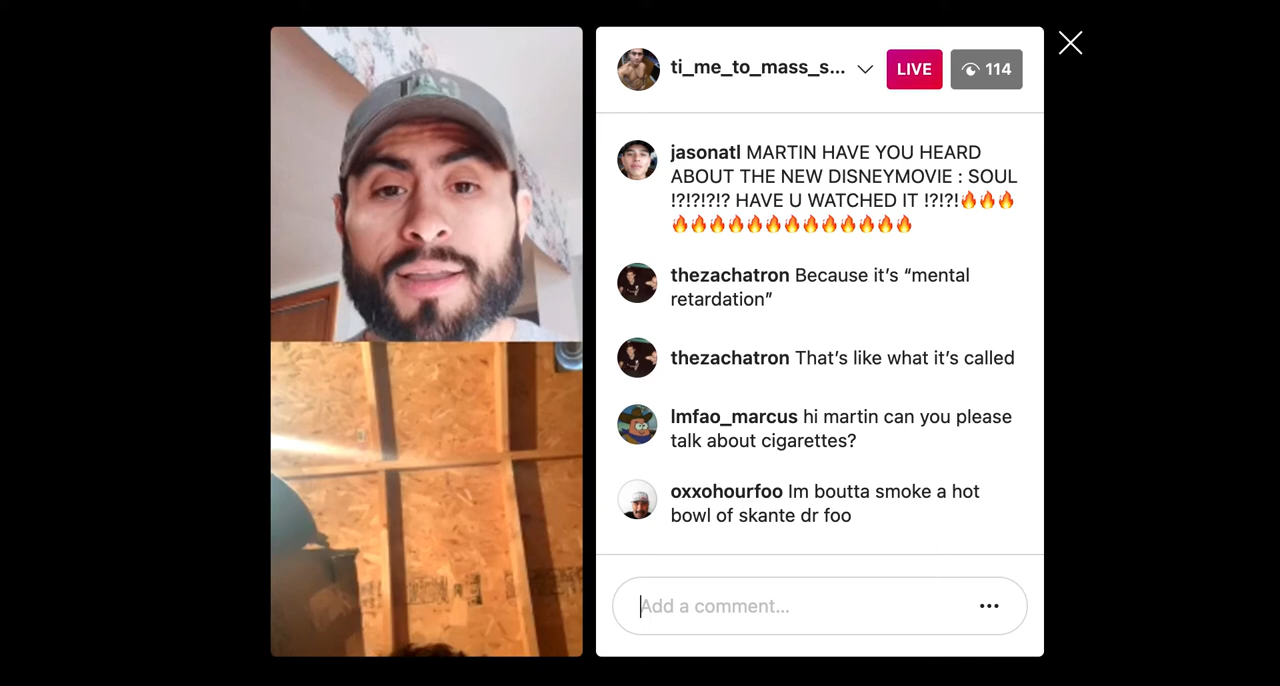 ti_me_to_mass_s...
LIVE
114
jasonatl MARTIN HAVE YOU HEARD
ABOUT THE NEW DISNEYMOVIE : SOUL
!?!?!?!? HAVE U WATCHED IT !?!?!🔥🔥🔥
🔥🔥🔥🔥🔥🔥🔥🔥🔥🔥🔥🔥🔥
thezachatron Because it’s “mental
retardation”
thezachatron That’s like what it’s called
lmfao_marcus hi martin can you please
talk about cigarettes?
oxxohourfoo Im boutta smoke a hot
bowl of skante dr foo
Add a comment...